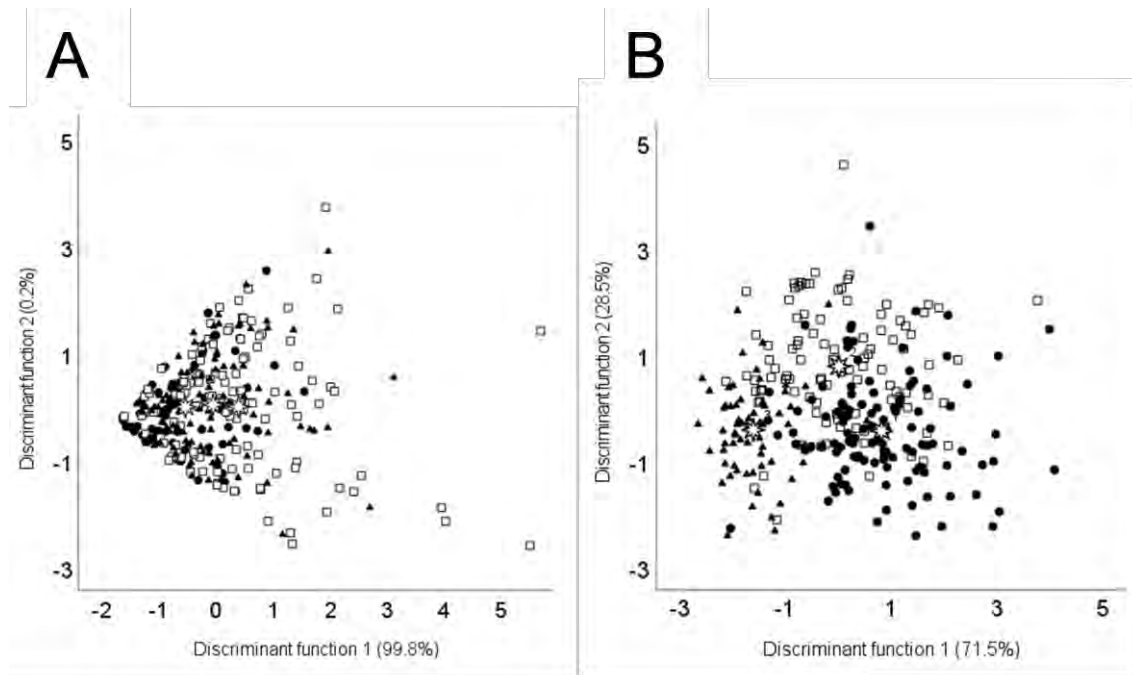 A
5
3
1
-1
-3
Discriminant function 2 (0.2%)
-2 -1 0 1 2 3 4 5
Discriminant function 1 (99.8%)
B
5
3
1
-1
-3
Discriminant function 2 (28.5%)
-3 -1 1 3 5
Discriminant function 1 (71.5%)